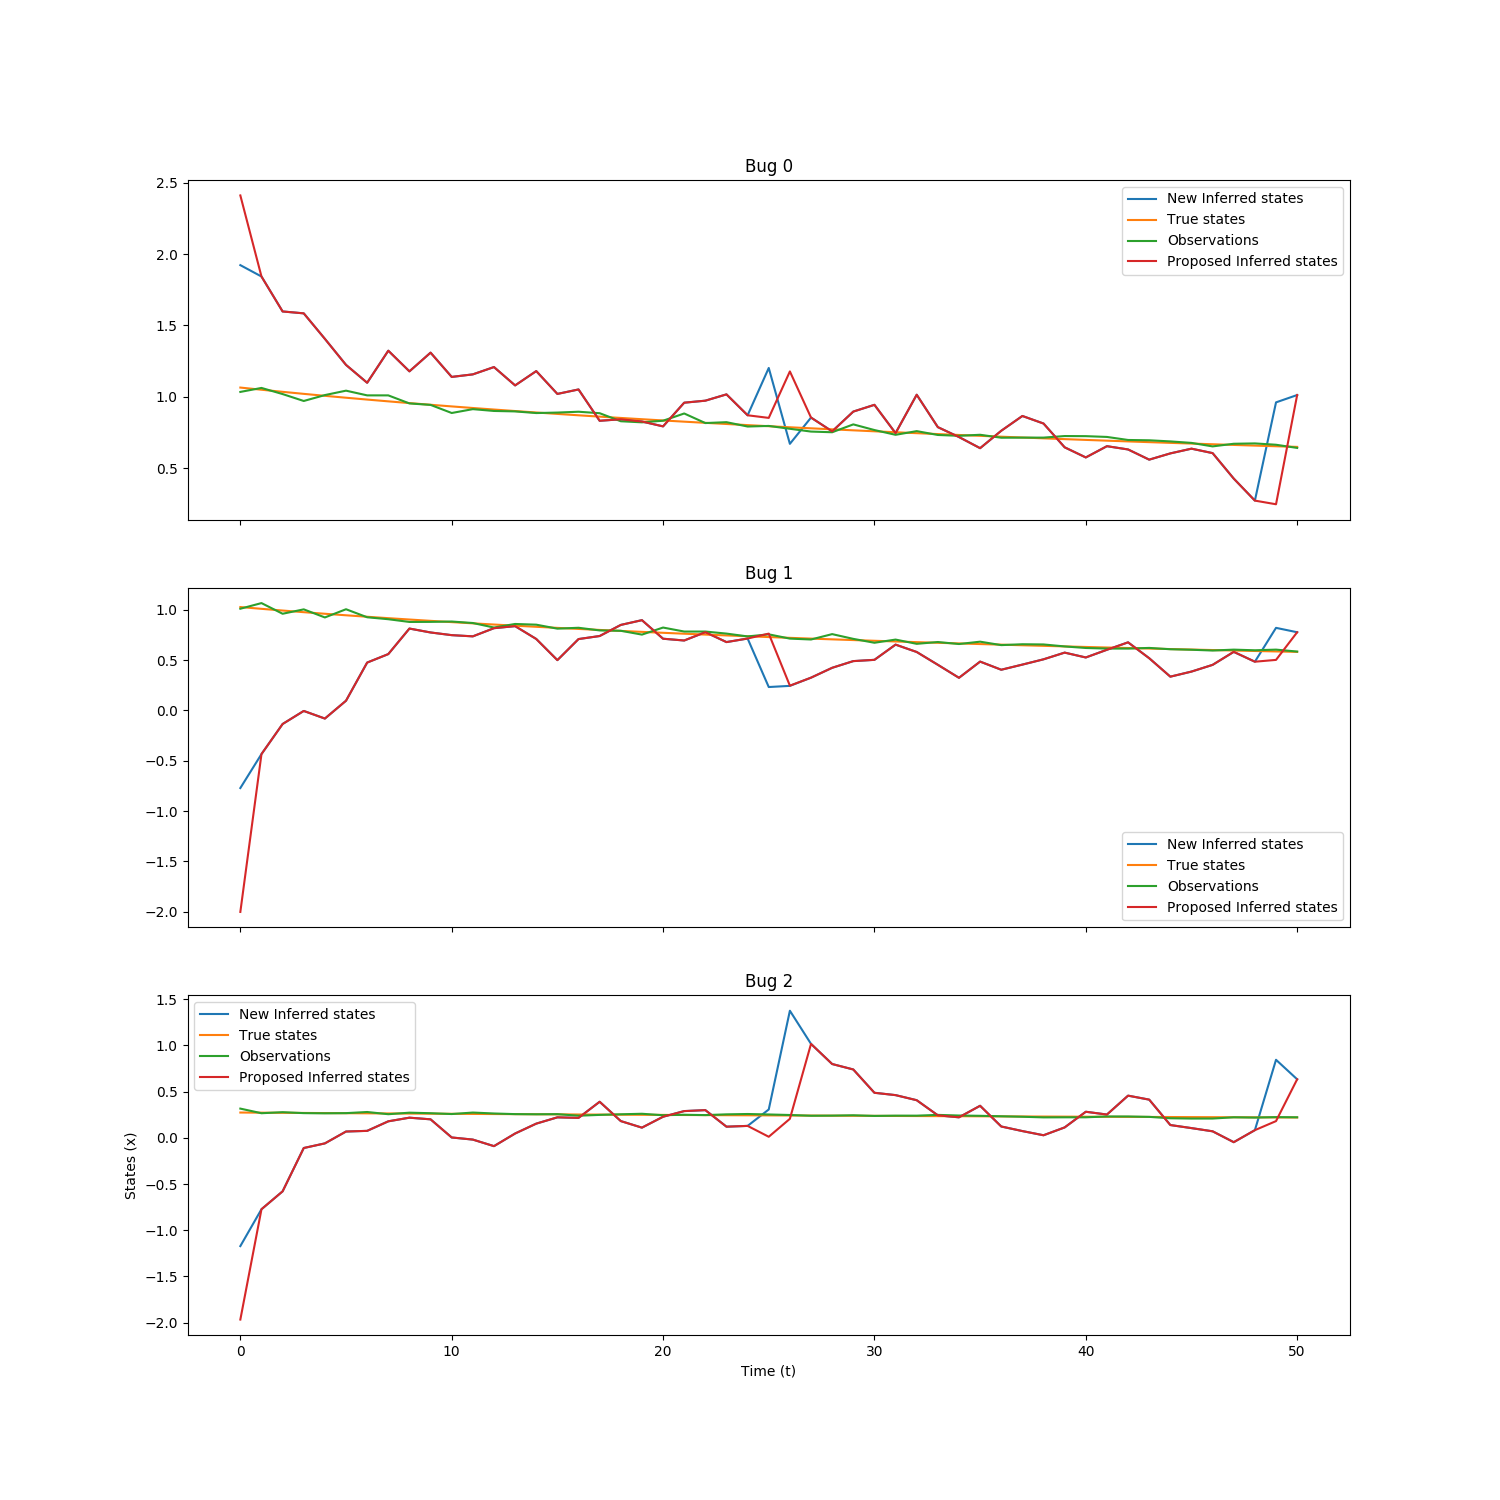 Bug 0
2.5
2.0
1.5
1.0
0.5
New Inferred states
True states
Observations
Proposed Inferred states
Bug 1
1.0
0.5
0.0
−0.5
−1.0
−1.5
−2.0
New Inferred states
True states
Observations
Proposed Inferred states
Bug 2
1.5
1.0
0.5
0.0
−0.5
−1.0
−1.5
−2.0
States (x)
New Inferred states
True states
Observations
Proposed Inferred states
0 10 20 30 40 50
Time (t)